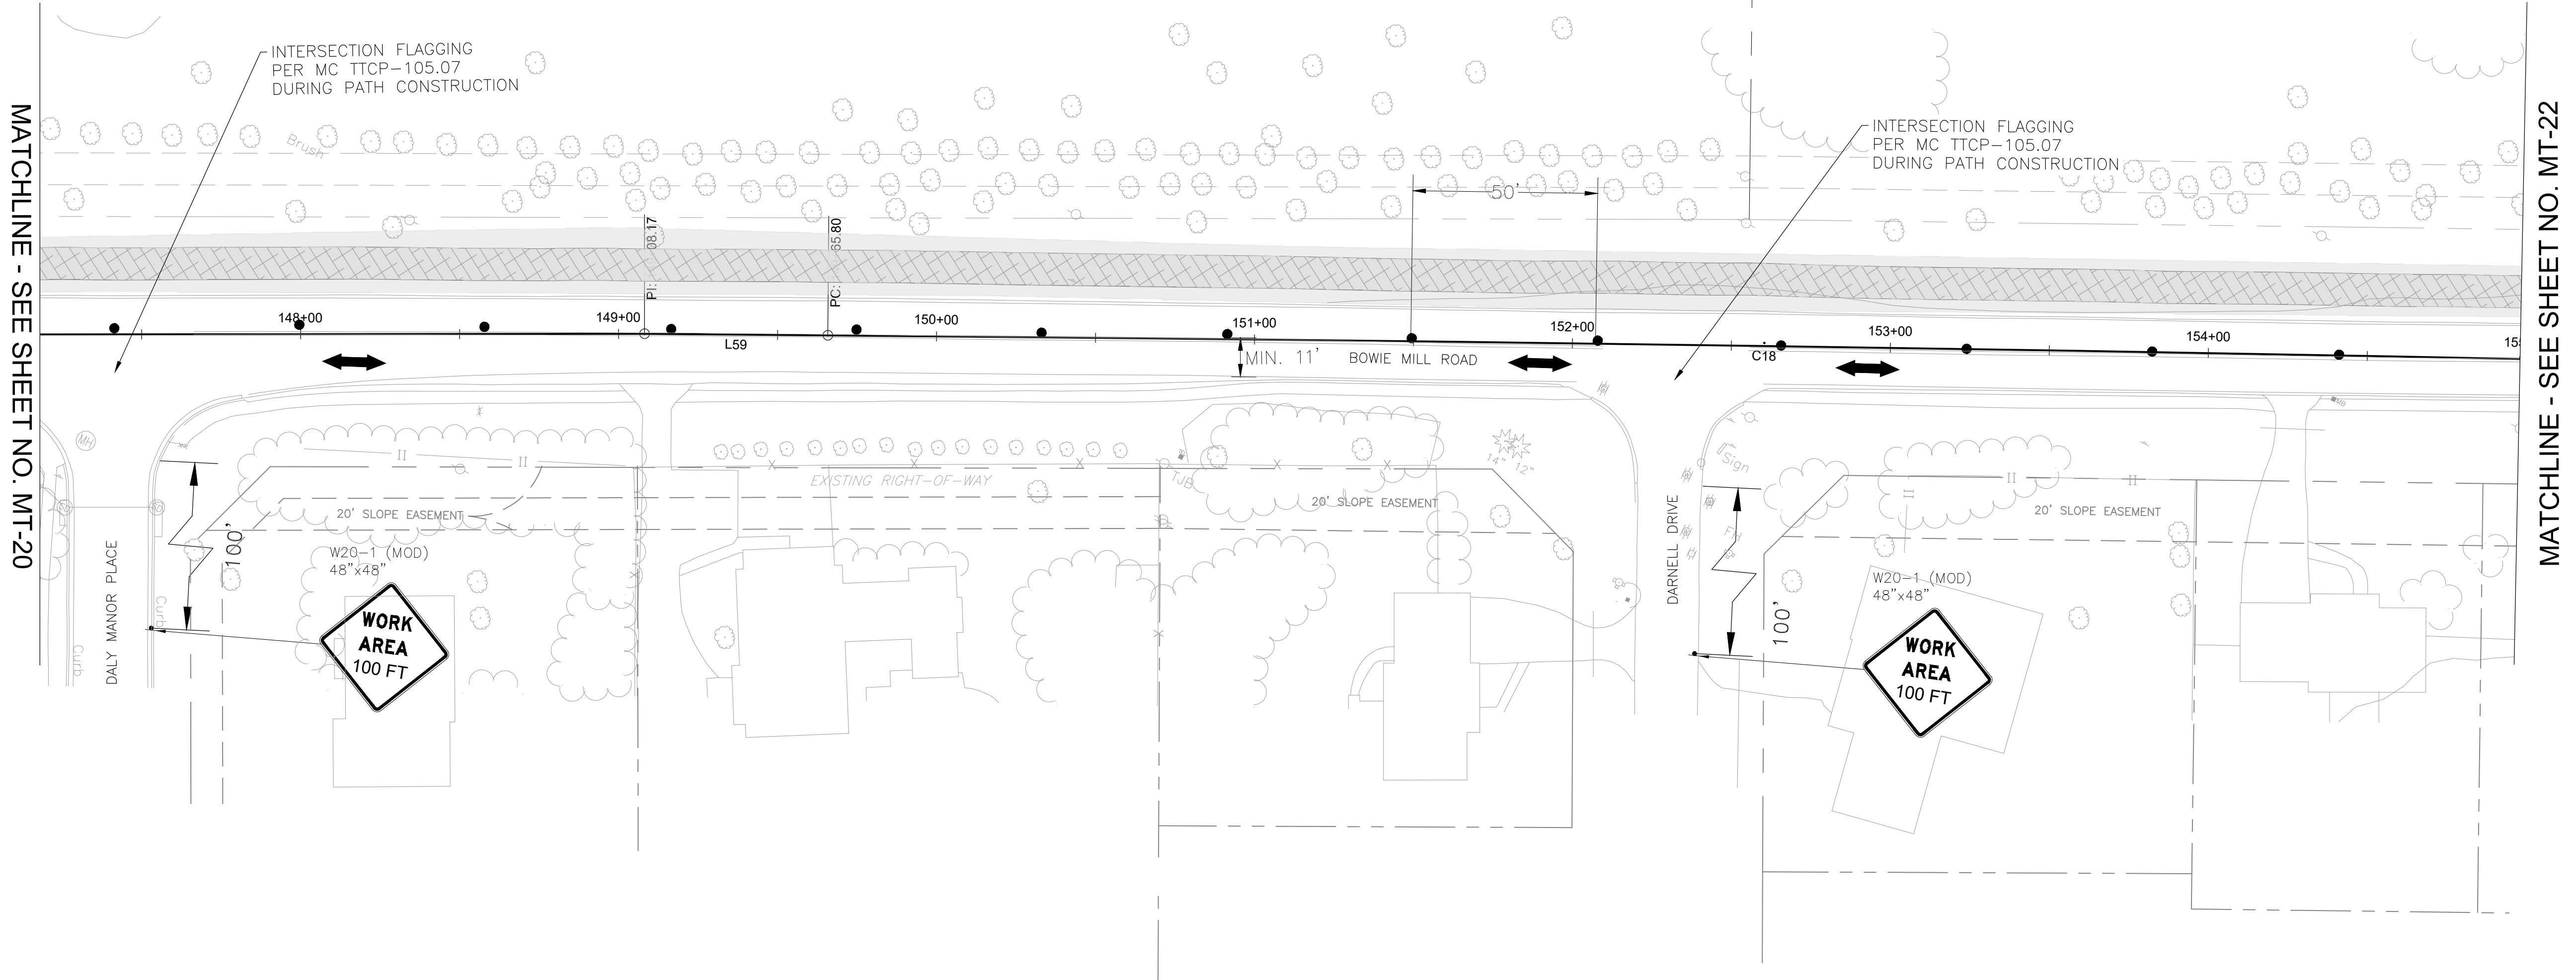 MATCHLINE - SEE SHEET NO. MT-20
INTERSECTION FLAGGING
PER MC TTCP-105.07
DURING PATH CONSTRUCTION
Brush
INTERSECTION FLAGGING
PER MC TTCP-105.07
DURING PATH CONSTRUCTION
MATCHLINE - SEE SHEET NO. MT-22
50'
PI: 08.17
PC: 65.80
148+00
149+00
150+00
151+00
152+00
153+00
154+00
L59
C18
MIN. 11'
BOWIE MILL ROAD
MH
MB
Sign
14" 12"
TJB
EXISTING RIGHT-OF-WAY
20' SLOPE EASEMENT
20' SLOPE EASEMENT
20' SLOPE EASEMENT
FH
100'
100'
DALY MANOR PLACE
DARNELL DRIVE
Curb
Curb
W20-1 (MOD)
48"x48"
WORK
AREA
100 FT
W20-1 (MOD)
48"x48"
WORK
AREA
100 FT